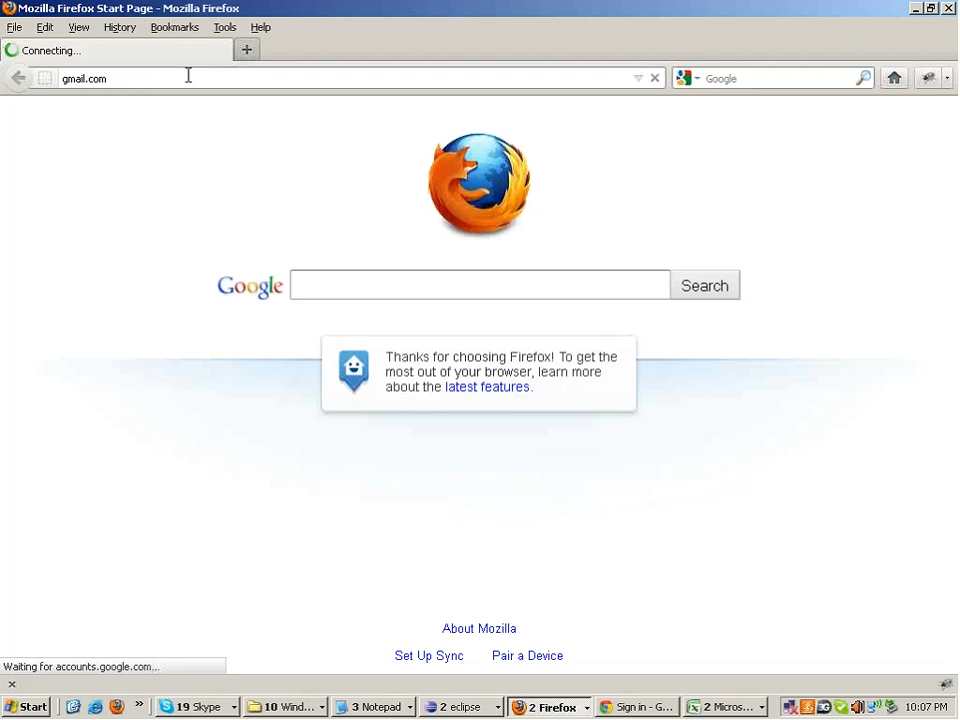 Mozilla Firefox Start Page - Mozilla Firefox
File Edit View History Bookmarks Tools Help
Connecting...
gmail.com
Google
Google Search
Thanks for choosing Firefox! To get the
most out of your browser, learn more
about the latest features.
About Mozilla
Set Up Sync Pair a Device
Waiting for accounts.google.com...
Start 19 Skype 10 Wind... 3 Notepad 2 eclipse 2 Firefox Sign in - G... 2 Micros... 10:07 PM